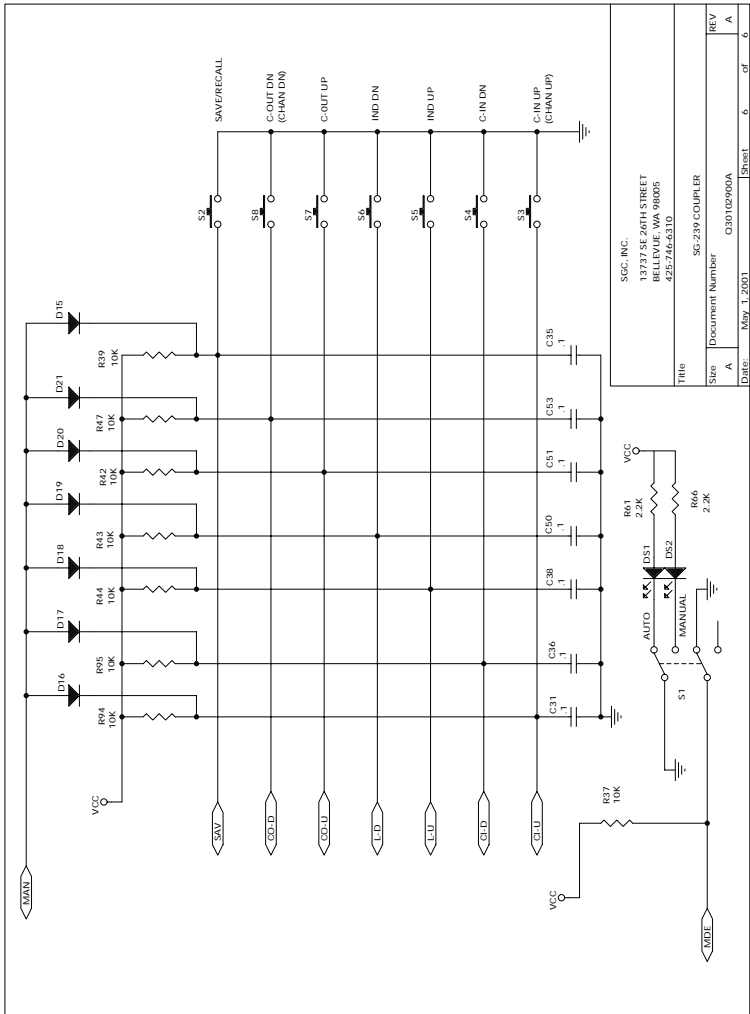 MAN
VCC
D16
D17
D18
D19
D20
D21
D15
R94
10K
R95
10K
R44
10K
R43
10K
R42
10K
R47
10K
R39
10K
SAV
CO-D
CO-U
L-D
L-U
CI-D
CI-U
S2
S8
S7
S6
S5
S4
S3
SAVE/RECALL
C-OUT DN
(CHAN DN)
C-0UT UP
IND DN
IND UP
C-IN DN
C-IN UP
(CHAN UP)
C31
.1
C36
.1
C38
.1
C50
.1
C51
.1
C53
.1
C35
.1
VCC
R37
10K
MDE
S1
AUTO
MANUAL
DS1
DS2
R61
2.2K
R66
2.2K
VCC
SGC, INC.
13737 SE 26TH STREET
BELLEVUE, WA 98005
425-746-6310
Title
SG-239 COUPLER
Size
Document Number
REV
A
Q30102900A
A
Date:
May 1, 2001
Sheet
6
of
6